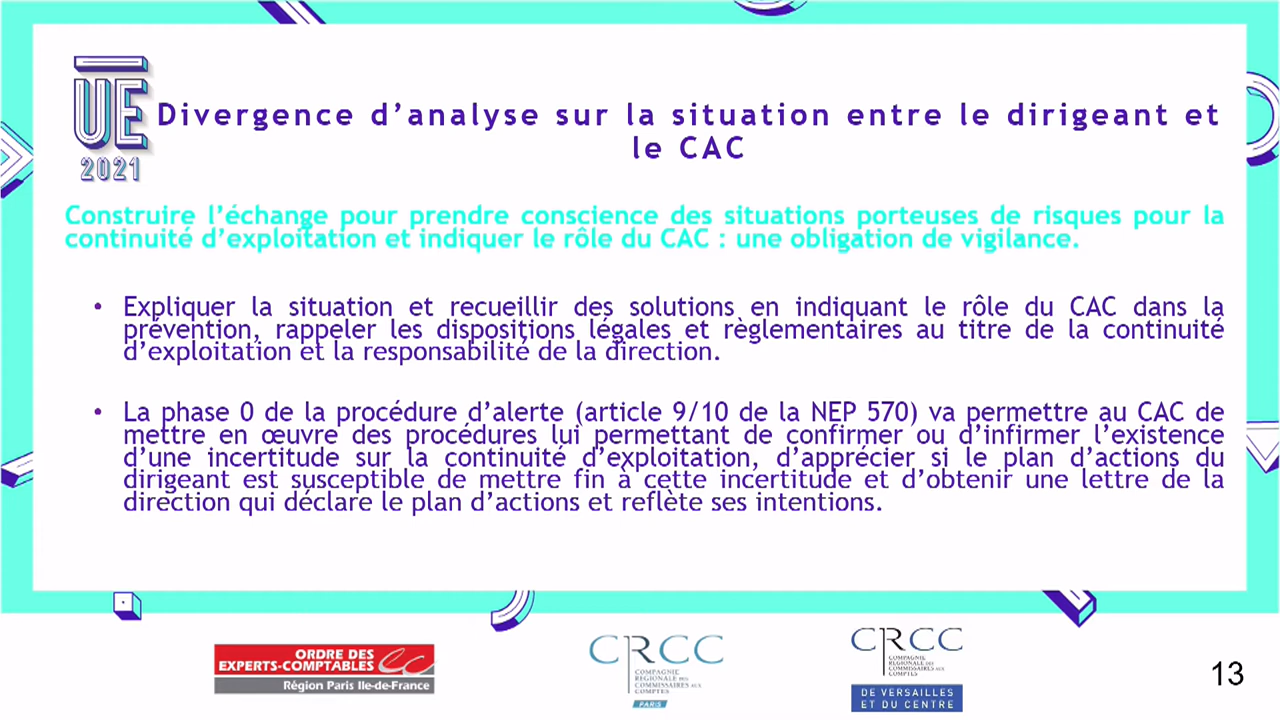 UE
2021
Divergence d’analyse sur la situation entre le dirigeant et
le CAC
Construire l’échange pour prendre conscience des situations porteuses de risques pour la
continuité d’exploitation et indiquer le rôle du CAC : une obligation de vigilance.
• Expliquer la situation et recueillir des solutions en indiquant le rôle du CAC dans la
prévention, rappeler les dispositions légales et règlementaires au titre de la continuité
d’exploitation et la responsabilité de la direction.
• La phase 0 de la procédure d’alerte (article 9/10 de la NEP 570) va permettre au CAC de
mettre en œuvre des procédures lui permettant de confirmer ou d’infirmer l’existence
d’une incertitude sur la continuité d’exploitation, d’apprécier si le plan d’actions du
dirigeant est susceptible de mettre fin à cette incertitude et d’obtenir une lettre de la
direction qui déclare le plan d’actions et reflète ses intentions.
ORDRE DES
EXPERTS-COMPTABLES
Région Paris Ile-de-France
CRCC
COMPAGNIE
REGIONALE DES
COMMISSAIRES AUX
COMPTES
PARIS
CRCC
COMPAGNIE
REGIONALE DES
COMMISSAIRES AUX
COMPTES
DE VERSAILLES
ET DU CENTRE
13